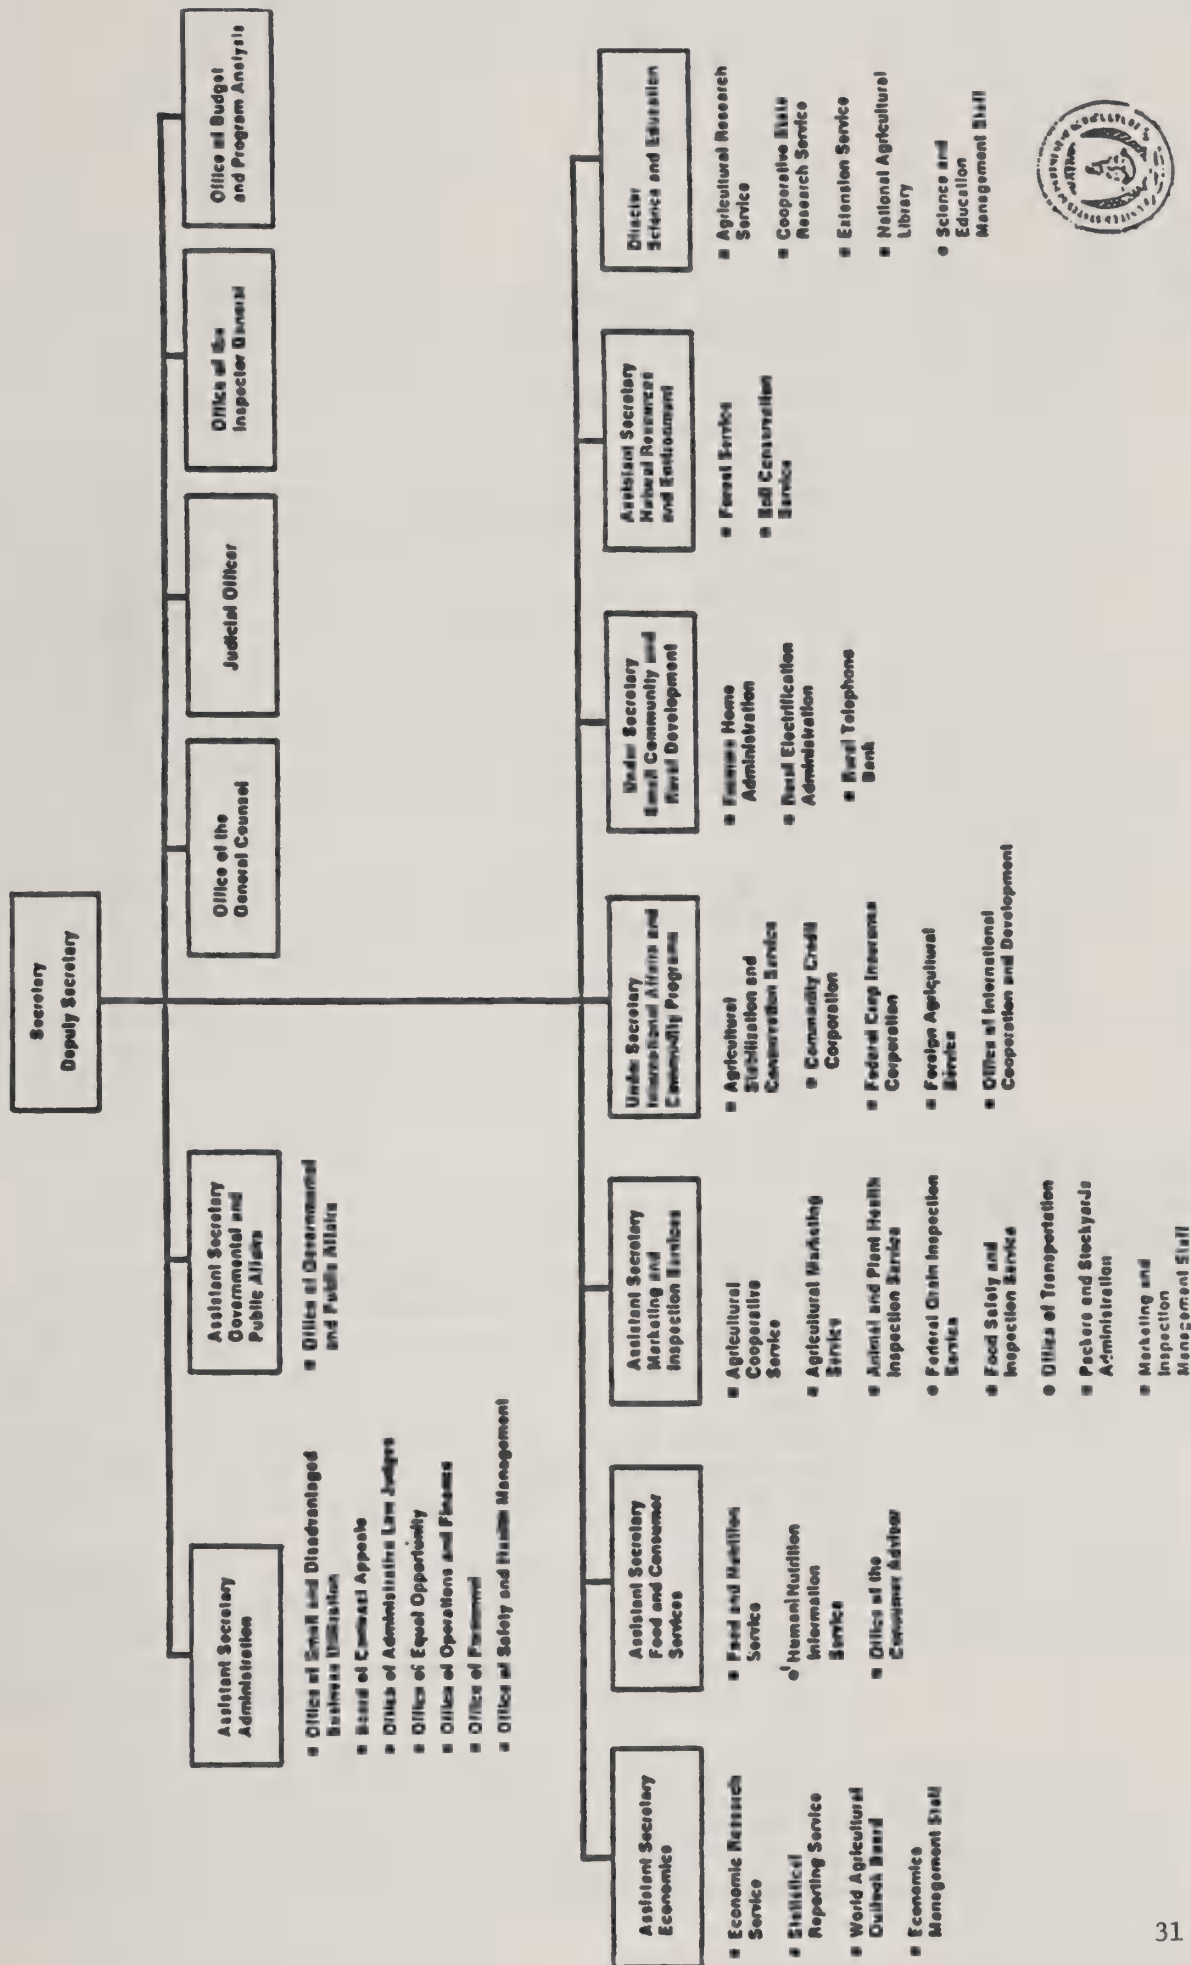 Secretary
Deputy Secretary
Assistant Secretary
Administration
Office of Small and Disadvantaged
Business Utilization
Board of Contract Appeals
Office of Administrative Law Judges
Office of Equal Opportunity
Office of Operations and Finance
Office of Personnel
Office of Safety and Health Management
Assistant Secretary
Governmental and
Public Affairs
Office of Governmental
and Public Affairs
Office of the
General Counsel
Judicial Officer
Office of the
Inspector General
Office of Budget
and Program Analysis
Assistant Secretary
Economics
Economic Research
Service
Statistical
Reporting Service
World Agricultural
Outlook Board
Economics
Management Staff
Assistant Secretary
Food and Consumer
Services
Food and Nutrition
Service
Human Nutrition
Information
Service
Office of the
Consumer Advisor
Assistant Secretary
Marketing and
Inspection Services
Agricultural
Cooperative
Service
Agricultural Marketing
Service
Animal and Plant Health
Inspection Service
Federal Grain Inspection
Service
Food Safety and
Inspection Service
Office of Transportation
Packers and Stockyards
Administration
Marketing and
Inspection
Management Staff
Under Secretary
International Affairs and
Commodity Programs
Agricultural
Stabilization and
Conservation Service
Commodity Credit
Corporation
Federal Crop Insurance
Corporation
Foreign Agricultural
Service
Office of International
Cooperation and Development
Under Secretary
Small Community and
Rural Development
Farmers Home
Administration
Rural Electrification
Administration
Rural Telephone
Bank
Assistant Secretary
Natural Resources
and Environment
Forest Service
Soil Conservation
Service
Director
Science and Education
Agricultural Research
Service
Cooperative State
Research Service
Extension Service
National Agricultural
Library
Science and
Education
Management Staff
31